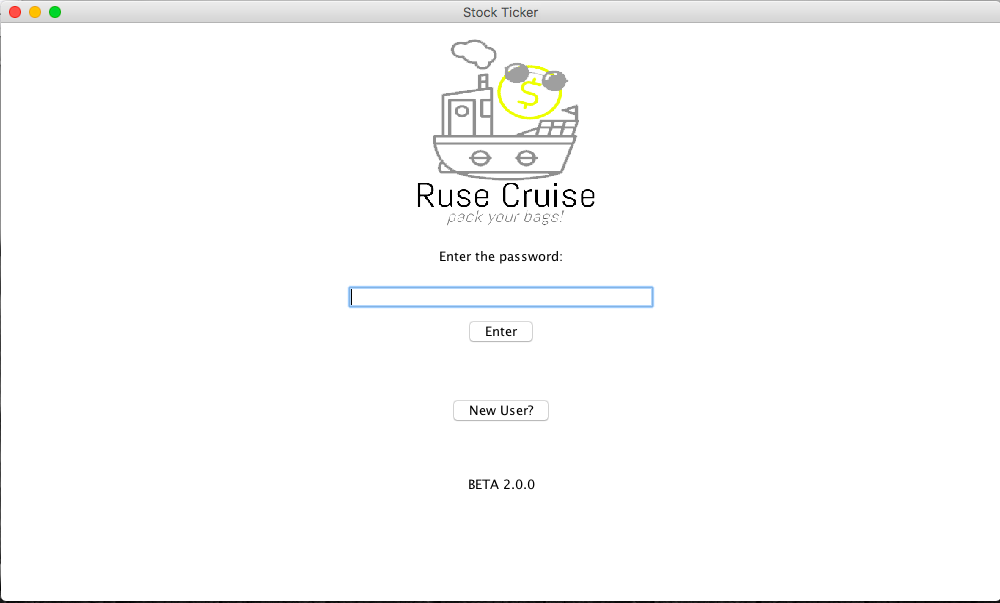 Stock Ticker
$
Ruse Cruise
pack your bags!
Enter the password:
Enter
New User?
BETA 2.0.0